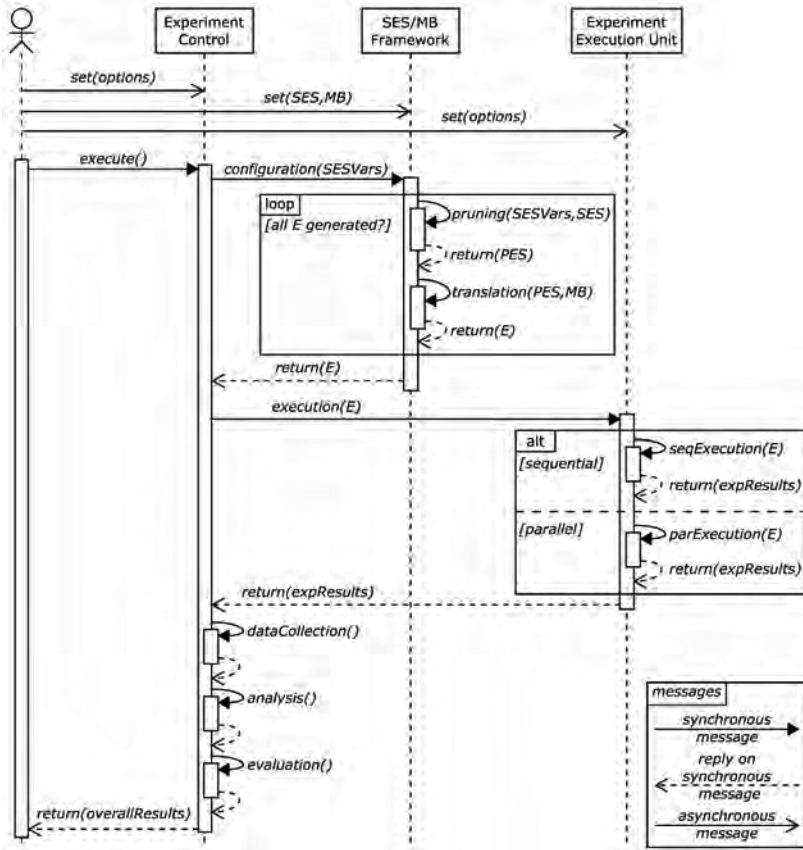 Experiment
Control
SES/MB
Framework
Experiment
Execution Unit
set(options)
set(SES,MB)
set(options)
execute()
configuration(SESVars)
loop
[all E generated?]
pruning(SESVars,SES)
return(PES)
translation(PES,MB)
return(E)
return(E)
execution(E)
alt
[sequential]
seqExecution(E)
return(expResults)
[parallel]
parExecution(E)
return(expResults)
return(expResults)
dataCollection()
analysis()
evaluation()
return(overallResults)
messages
synchronous
message
reply on
synchronous
message
asynchronous
message